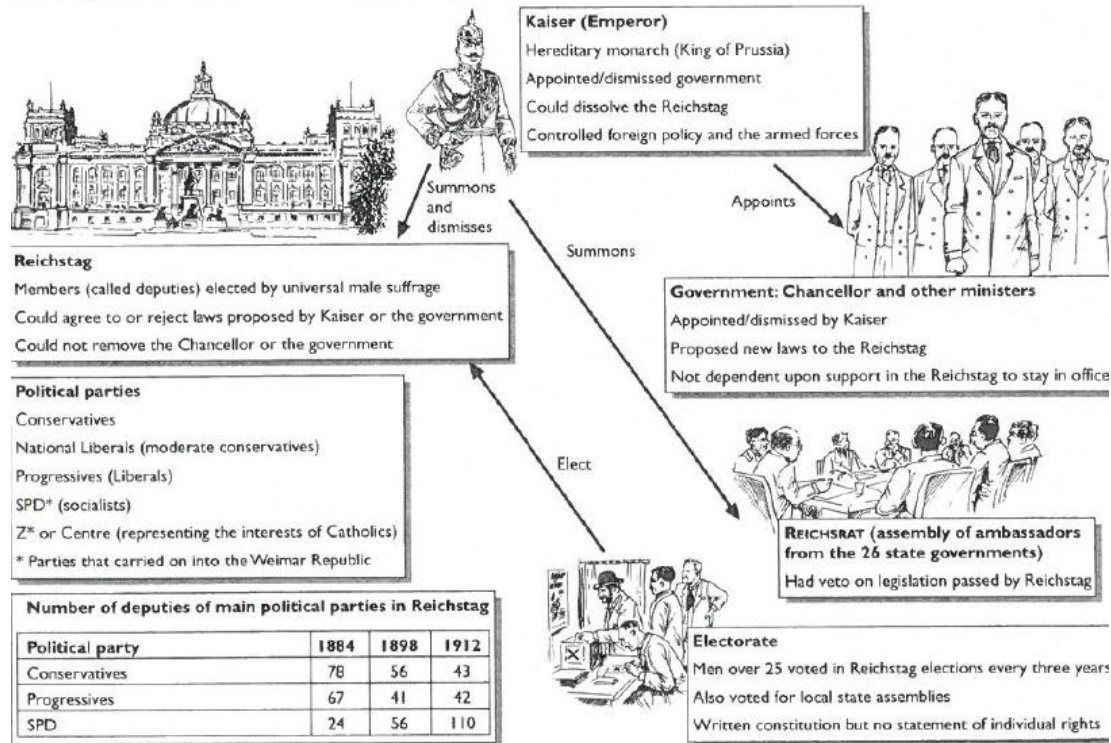 Kaiser (Emperor)
Hereditary monarch (King of Prussia)
Appointed/dismissed government
Could dissolve the Reichstag
Controlled foreign policy and the armed forces
Summons
and
dismisses
Summons
Appoints
Reichstag
Members (called deputies) elected by universal male suffrage
Could agree to or reject laws proposed by Kaiser or the government
Could not remove the Chancellor or the government
Government: Chancellor and other ministers
Appointed/dismissed by Kaiser
Proposed new laws to the Reichstag
Not dependent upon support in the Reichstag to stay in office
Political parties
Conservatives
National Liberals (moderate conservatives)
Progressives (Liberals)
SPD* (socialists)
Z* or Centre (representing the interests of Catholics)
* Parties that carried on into the Weimar Republic
Elect
REICHSRAT (assembly of ambassadors
from the 26 state governments)
Had veto on legislation passed by Reichstag
Number of deputies of main political parties in Reichstag
Political party 1884 1898 1912
Conservatives 78 56 43
Progressives 67 41 42
SPD 24 56 110
Electorate
Men over 25 voted in Reichstag elections every three years
Also voted for local state assemblies
Written constitution but no statement of individual rights